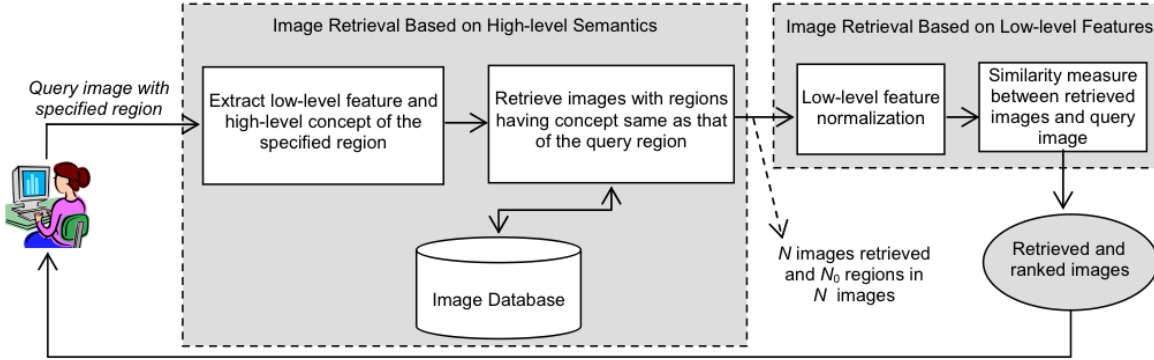 Image Retrieval Based on High-level Semantics
Image Retrieval Based on Low-level Features
Query image with
specified region
Extract low-level feature and
high-level concept of the
specified region
Retrieve images with regions
having concept same as that
of the query region
Low-level feature
normalization
Similarity measure
between retrieved
images and query
image
Image Database
N images retrieved
and N₀ regions in
N images
Retrieved and
ranked images